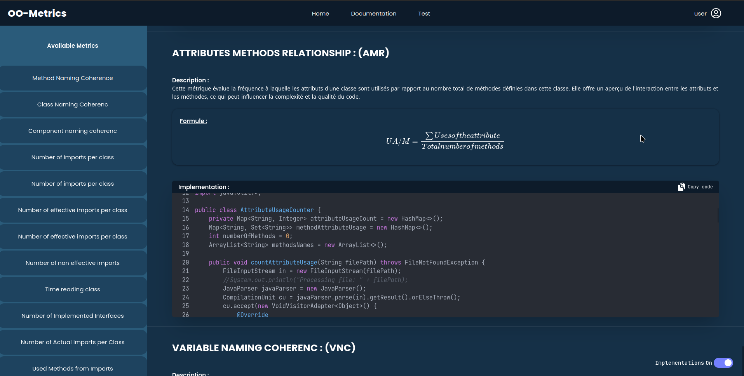 OO-Metrics
Home
Documentation
Test
user
Available Metrics
Method Naming Coherence
Class Naming Coherenc
Component naming coherenc
Number of imports per class
Number of imports per class
Number of effective imports per class
Number of effective imports per class
Number of non effective imports
Time reading class
Number of Implemented Interfaces
Number of Actual Imports per Class
Used Methods from Imports
ATTRIBUTES METHODS RELATIONSHIP : (AMR)
Description :
Cette métrique évalue la fréquence à laquelle les attributs d'une classe sont utilisés par rapport au nombre total de méthodes définies dans cette classe. Elle offre un aperçu de l'interaction entre les attributs et
les méthodes, ce qui peut influencer la complexité et la qualité du code.
Formule :
UA/M = ∑Usesoftheattribute / Totalnumberofmethods
Implementation :
Copy code
13
14 public class AttributeUsageCounter {
15 private Map<String, Integer> attributeUsageCount = new HashMap<>();
16 Map<String, Set<String>> methodAttributeUsage = new HashMap<>();
17 int numberOfMethods = 0;
18 ArrayList<String> methodsNames = new ArrayList<>();
19
20 public void countAttributeUsage(String filePath) throws FileNotFoundException {
21 FileInputStream in = new FileInputStream(filePath);
22 //System.out.println("Processing file: " + filePath);
23 JavaParser javaParser = new JavaParser();
24 CompilationUnit cu = javaParser.parse(in).getResult().orElseThrow();
25 cu.accept(new VoidVisitorAdapter<Object>() {
26 @Override
VARIABLE NAMING COHERENC : (VNC)
Description :
Inplementations On